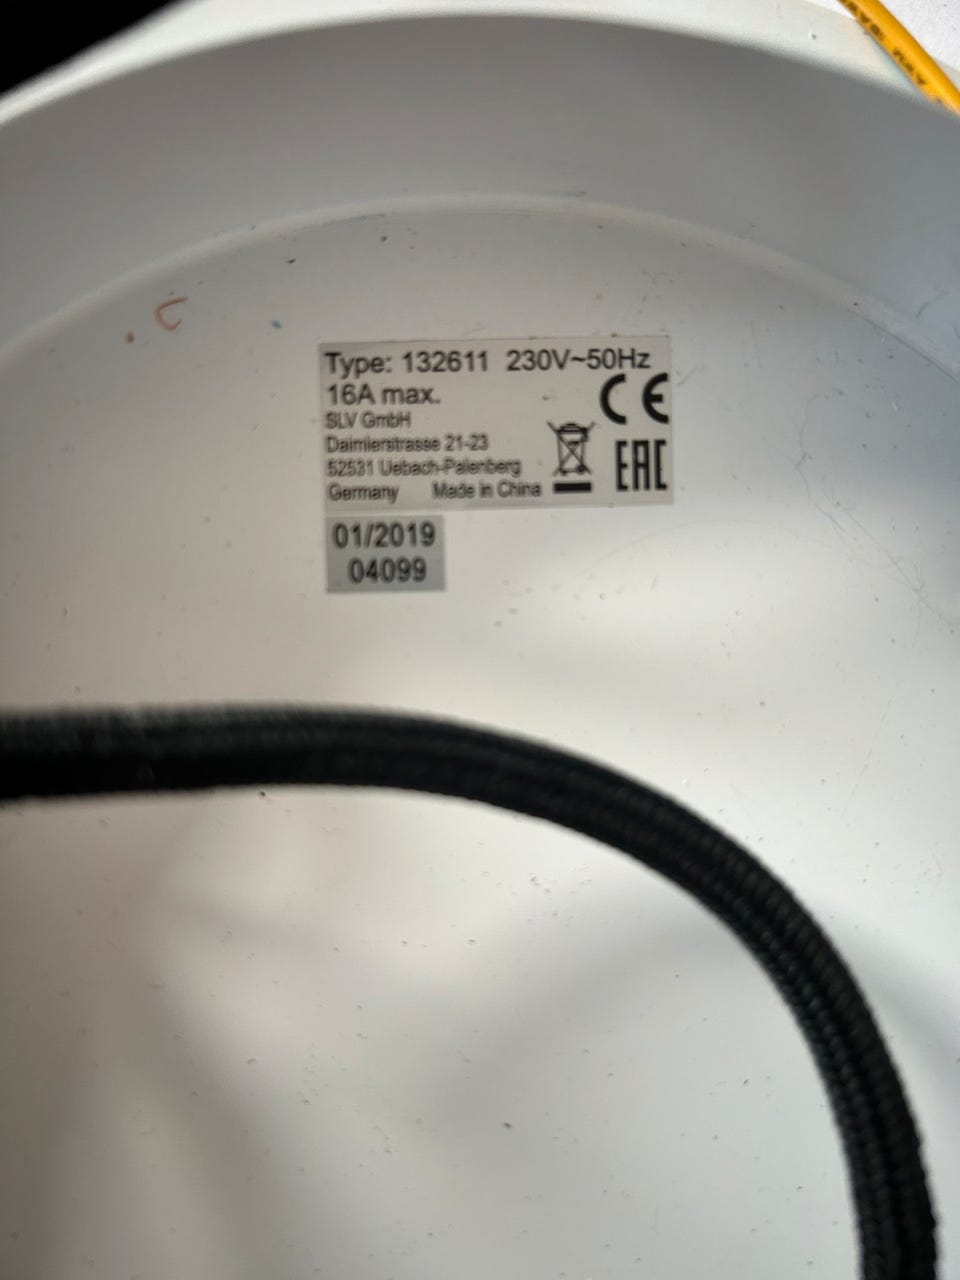 Type: 132611 230V~50Hz
16A max.
CE
SLV GmbH
Daimlerstrasse 21-23
52531 Uebach-Palenberg
EAC
Germany Made in China
01/2019
04099